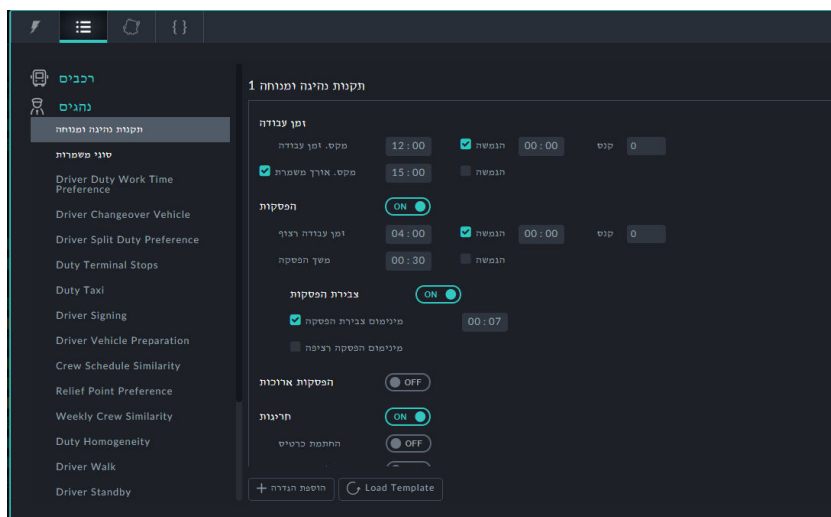 { }
רכבים
נהגים
תקנות נהיגה ומנוחה
סוגי משמרות
Driver Duty Work Time
Preference
Driver Changeover Vehicle
Driver Split Duty Preference
Duty Terminal Stops
Duty Taxi
Driver Signing
Driver Vehicle Preparation
Crew Schedule Similarity
Relief Point Preference
Weekly Crew Similarity
Duty Homogeneity
Driver Walk
Driver Standby
תקנות נהיגה ומנוחה 1
זמן עבודה
מקס. זמן עבודה 12:00 הגמשה 00:00 קנס 0
מקס. אורך משמרת 15:00 הגמשה
הפסקות ON
זמן עבודה רצוף 04:00 הגמשה 00:00 קנס 0
משך הפסקה 00:30 הגמשה
צבירת הפסקות ON
מינימום צבירת הפסקה 00:07
מינימום הפסקה רציפה
הפסקות ארוכות OFF
חריגות ON
החתמת כרטיס OFF
+ הוספת הגדרה Load Template